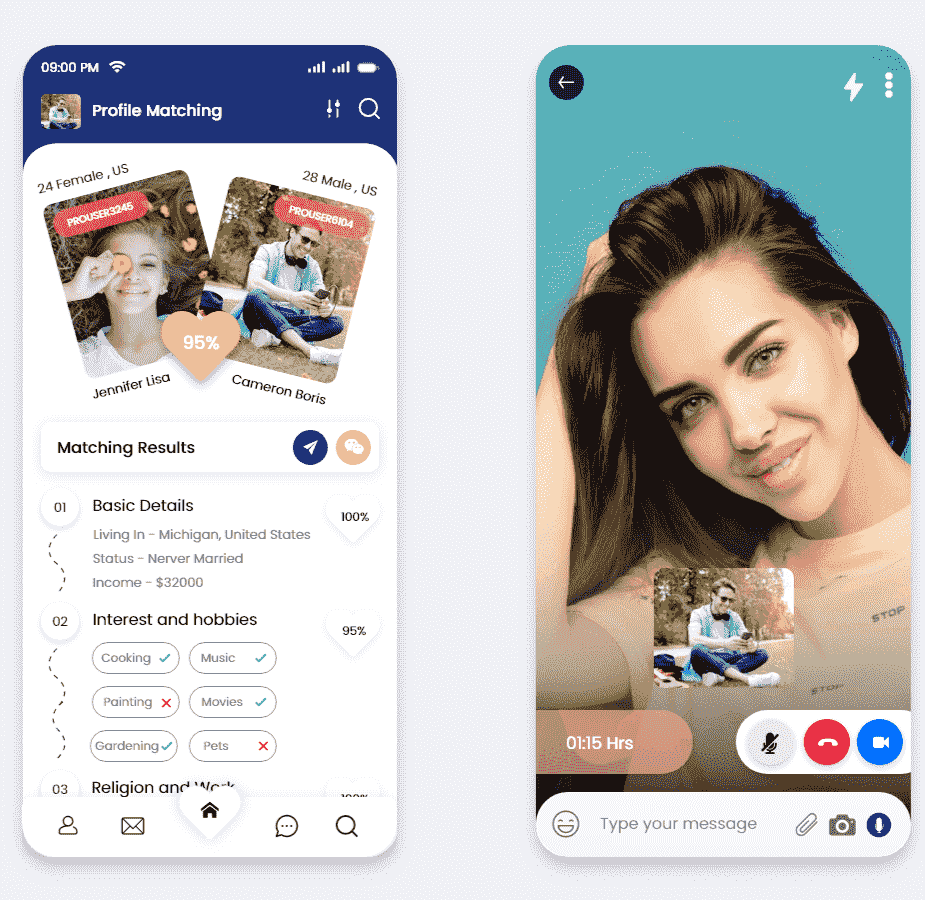 09:00 PM
Profile Matching
24 Female , US
28 Male , US
PROUSER3245
PROUSER6104
95%
Jennifer Lisa
Cameron Boris
Matching Results
01
Basic Details
100%
Living In - Michigan, United States
Status - Nerver Married
Income - $32000
02
Interest and hobbies
95%
Cooking
Music
Painting
Movies
Gardening
Pets
03
Religion and Work
100%
STOP
STOP
01:15 Hrs
Type your message